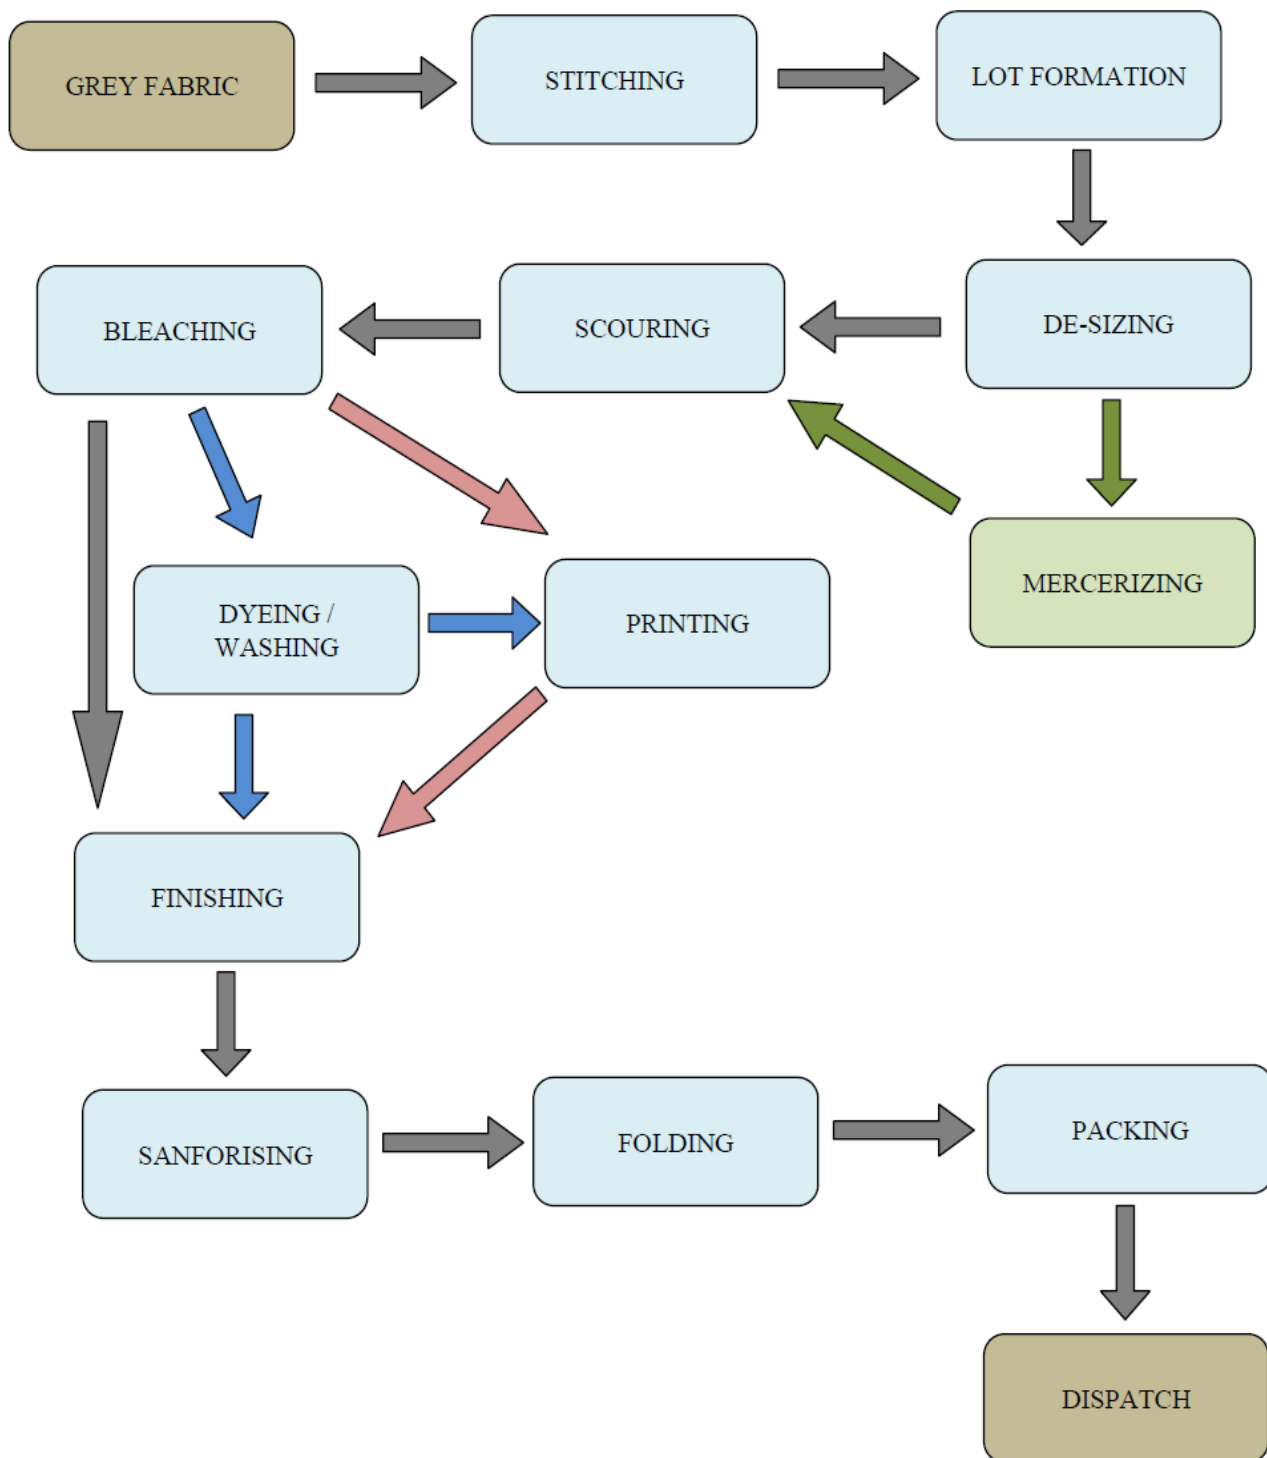 GREY FABRIC
STITCHING
LOT FORMATION
BLEACHING
SCOURING
DE-SIZING
DYEING /
WASHING
PRINTING
MERCERIZING
FINISHING
SANFORISING
FOLDING
PACKING
DISPATCH